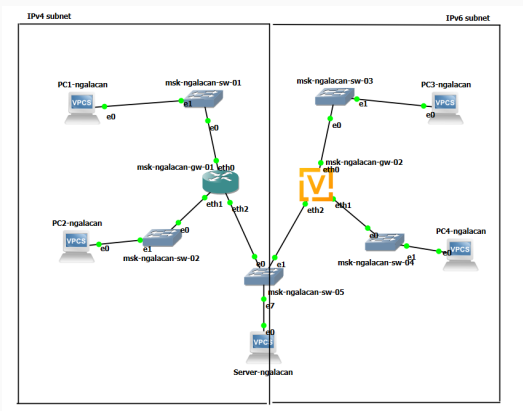 IPv4 subnet
IPv6 subnet
msk-ngalacan-sw-01
PC1-ngalacan
VPCS
e0
e1
e0
msk-ngalacan-gw-01
eth0
eth1
eth2
PC2-ngalacan
VPCS
e0
e1
e0
msk-ngalacan-sw-02
msk-ngalacan-sw-03
PC3-ngalacan
VPCS
e1
e0
e0
msk-ngalacan-gw-02
eth0
V
eth1
eth2
PC4-ngalacan
VPCS
e0
e1
e0
msk-ngalacan-sw-04
e0
e1
msk-ngalacan-sw-05
e7
e0
VPCS
Server-ngalacan